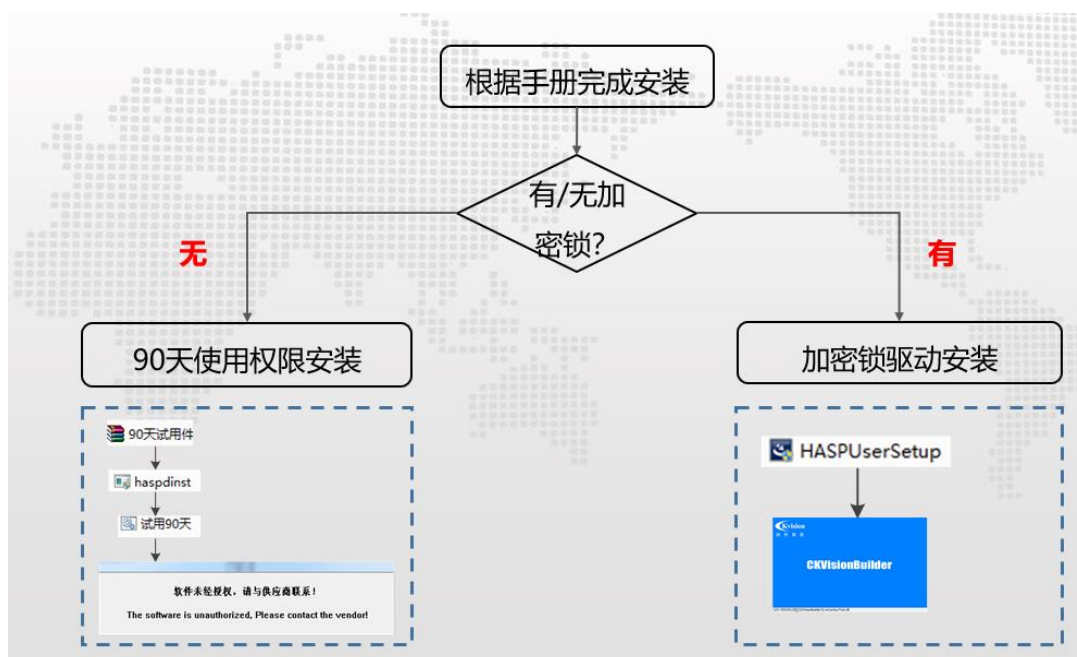 根据手册完成安装
有/无加
密锁?
无
有
90天使用权限安装
加密锁驱动安装
90天试用件
haspdinst
试用90天
软件未经授权，请与供应商联系！
The software is unauthorized, Please contact the vendor!
HASPUserSetup
CKvision
CKVisionBuilder